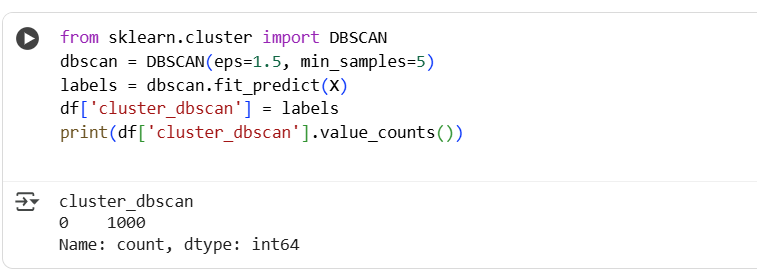 from sklearn.cluster import DBSCAN
dbscan = DBSCAN(eps=1.5, min_samples=5)
labels = dbscan.fit_predict(X)
df['cluster_dbscan'] = labels
print(df['cluster_dbscan'].value_counts())
cluster_dbscan
0    1000
Name: count, dtype: int64